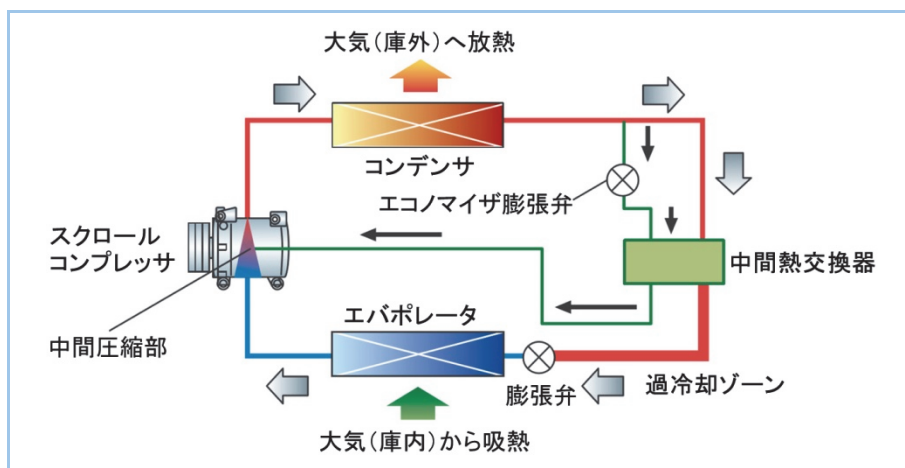 大気（庫外）へ放熱
コンデンサ
エコノマイザ膨張弁
スクロール
コンプレッサ
中間熱交換器
エバポレータ
中間圧縮部
膨張弁
過冷却ゾーン
大気（庫内）から吸熱